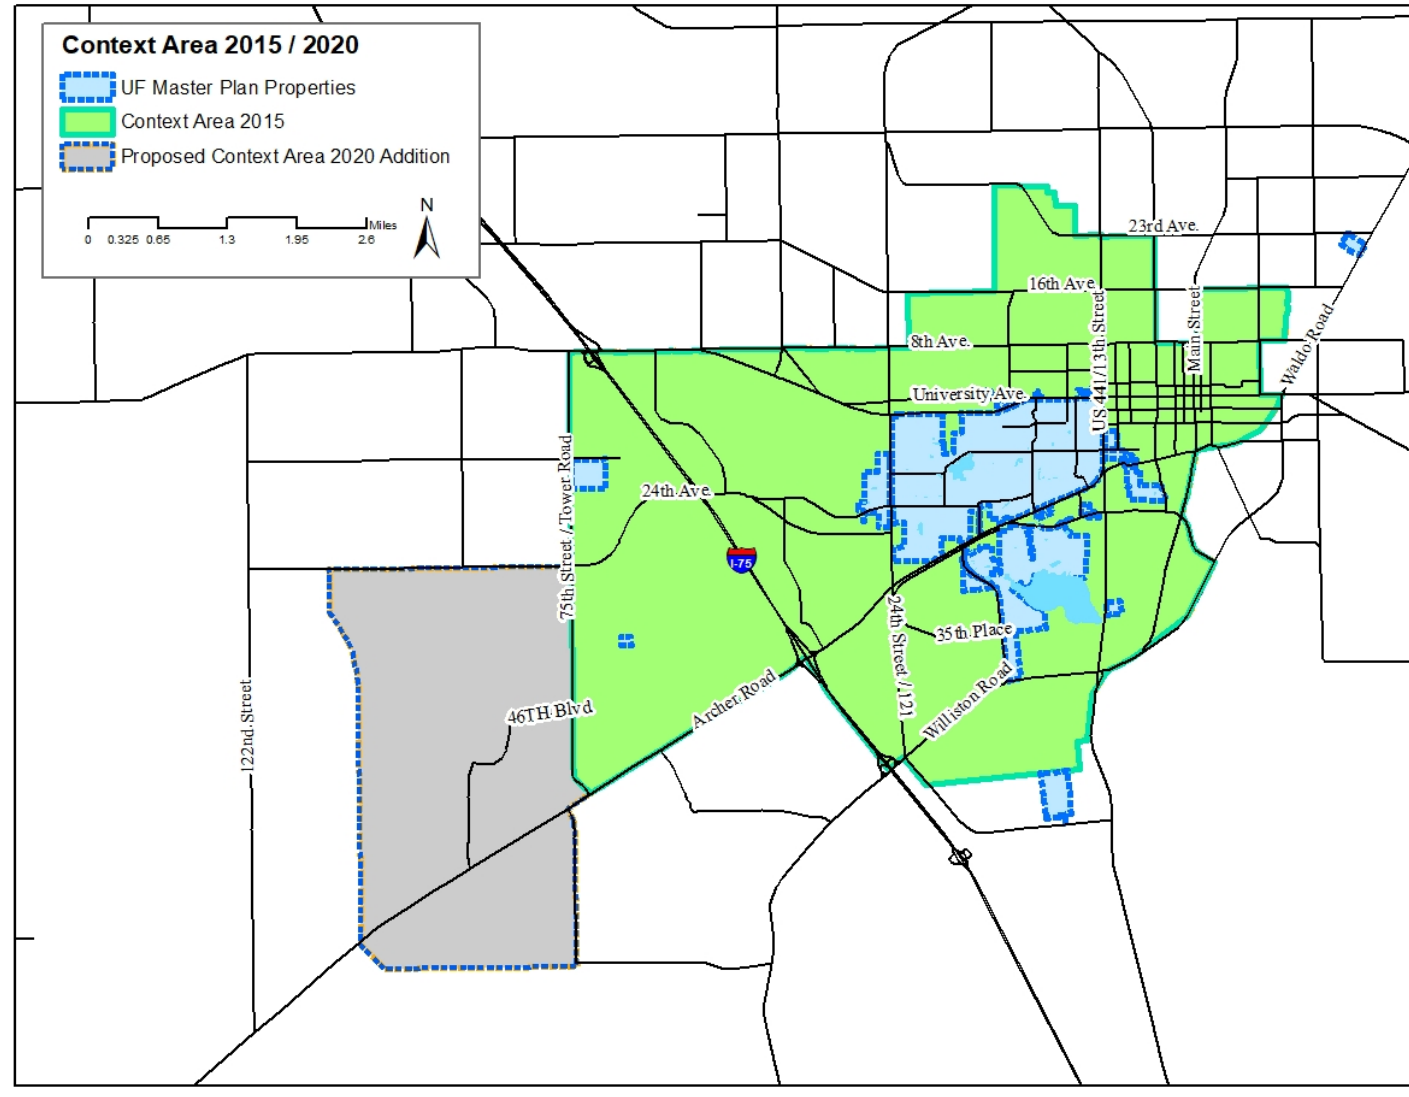 Context Area 2015 / 2020
UF Master Plan Properties
Context Area 2015
Proposed Context Area 2020 Addition
N
Miles
0 0.325 0.65 1.3 1.95 2.6
23rd Ave.
16th Ave.
US 441/13th Street
Main Street
Waldo Road
8th Ave.
University Ave.
75th Street / Tower Road
24th Ave.
I-75
24th Street / 121
35th Place
Williston Road
Archer Road
46TH Blvd
122nd Street